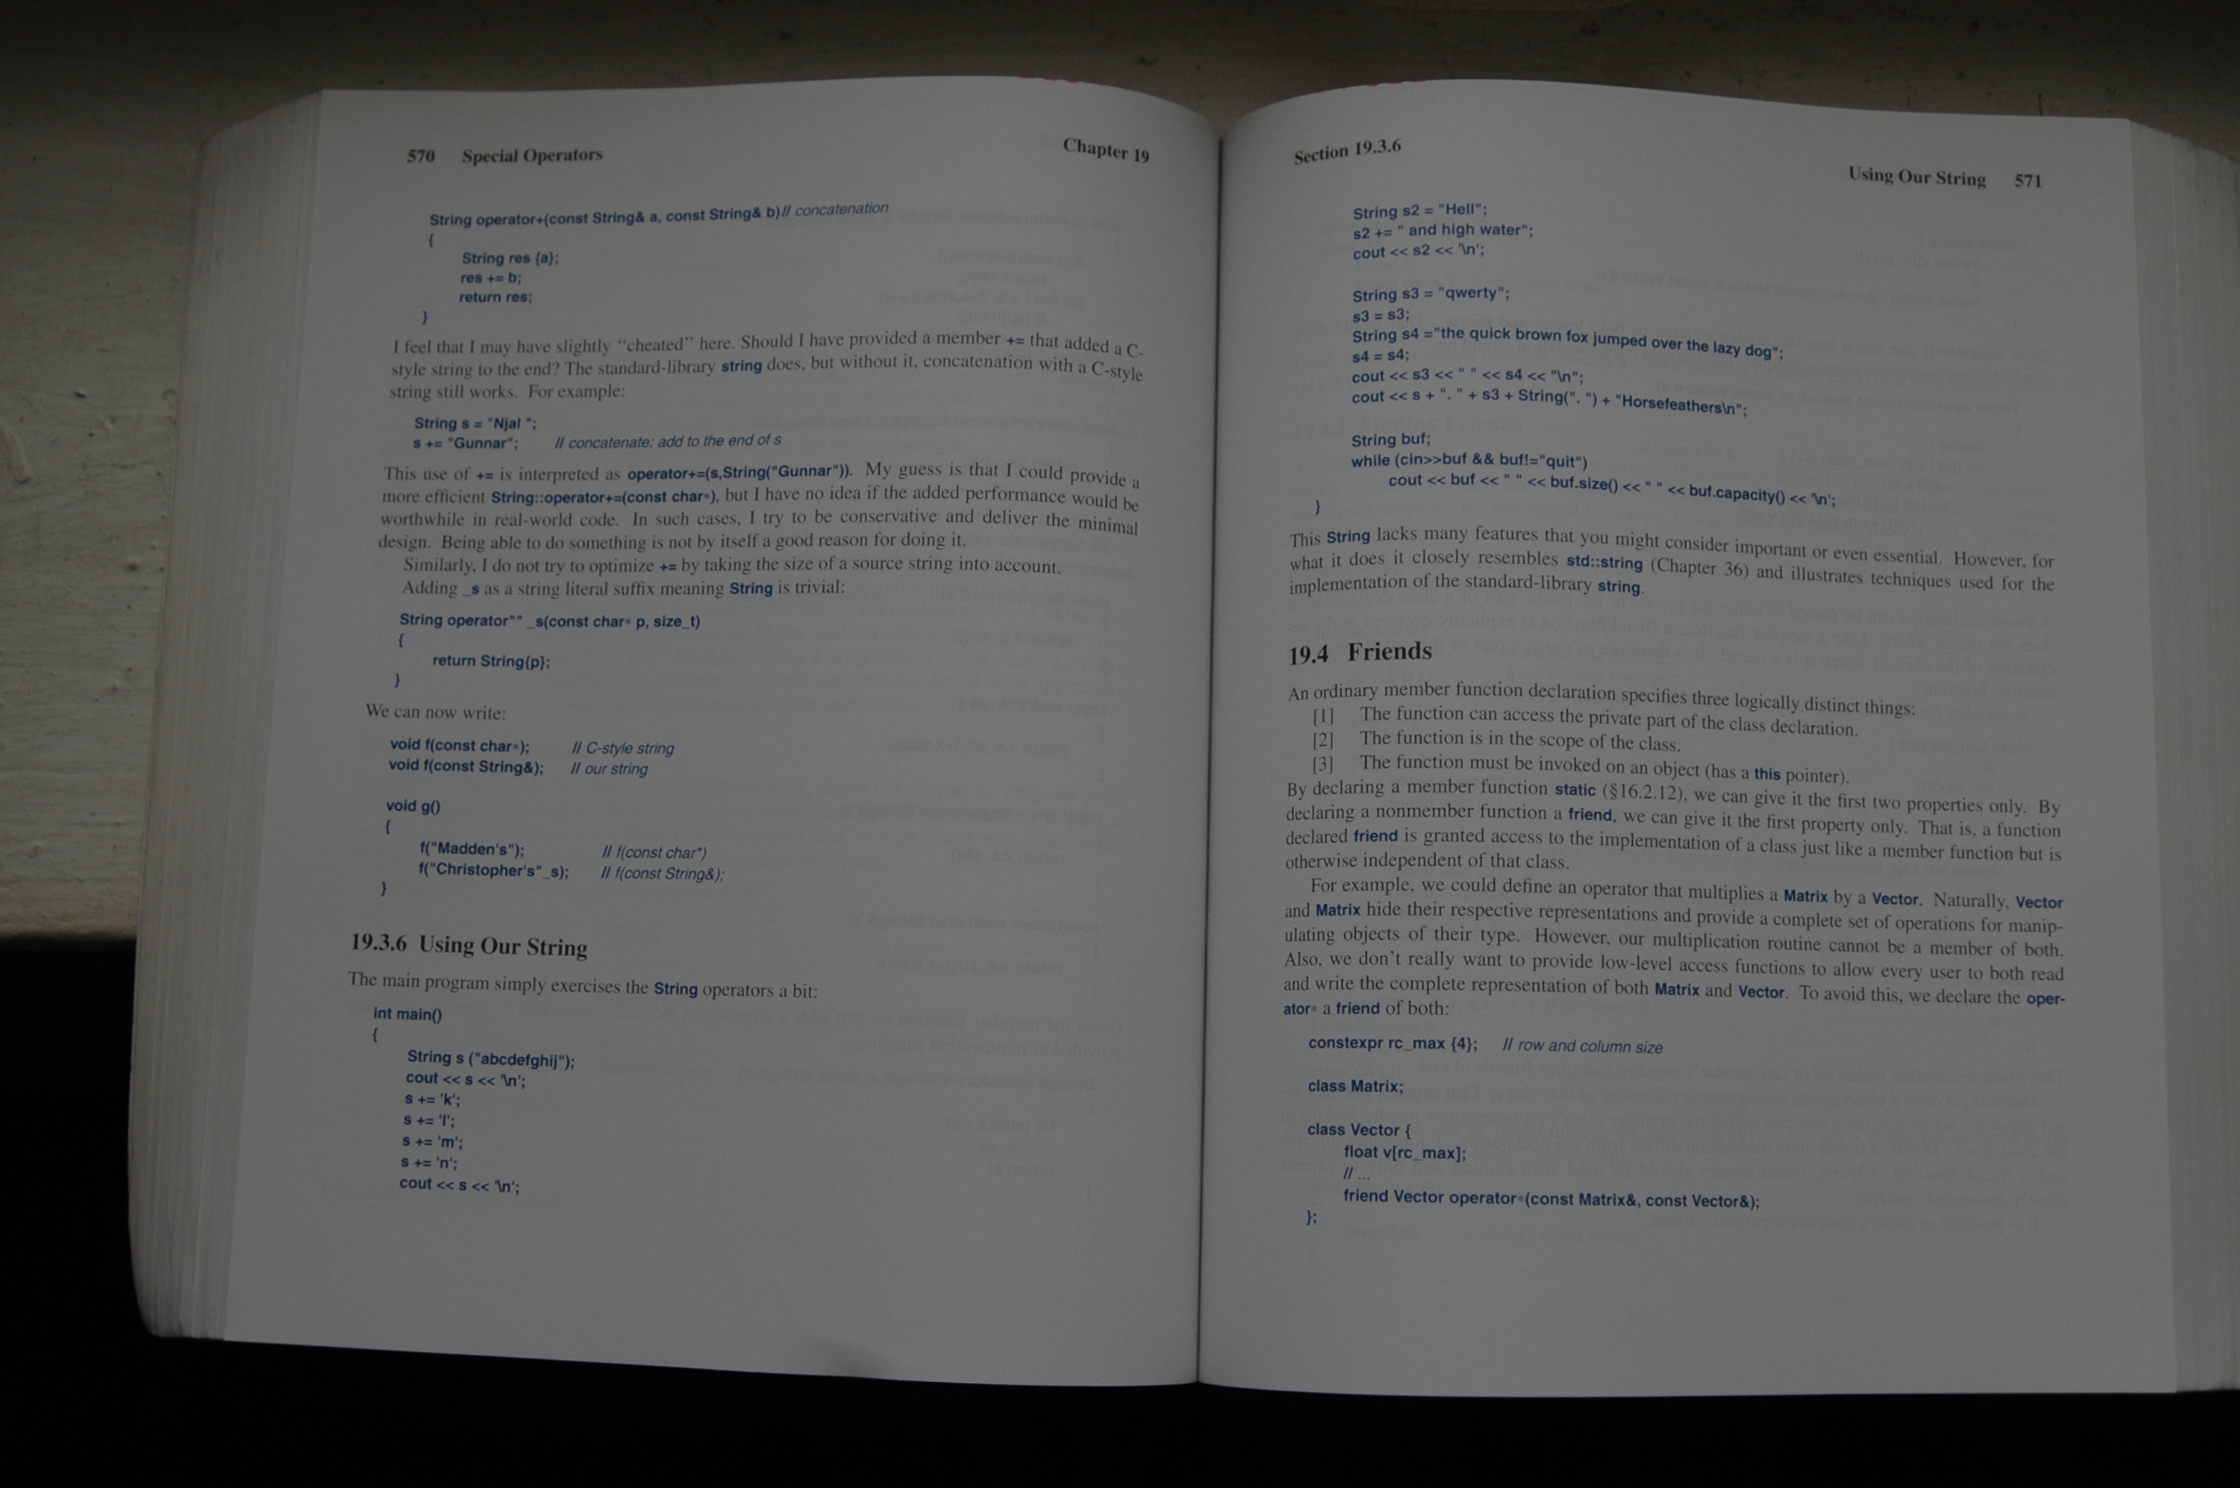 570 Special Operators Chapter 19
String operator+(const String& a, const String& b)// concatenation
{
String res {a};
res += b;
return res;
}
I feel that I may have slightly ‘‘cheated’’ here. Should I have provided a member += that added a C-
style string to the end? The standard-library string does, but without it, concatenation with a C-style
string still works. For example:
String s = "Njal ";
s += "Gunnar"; // concatenate: add to the end of s
This use of += is interpreted as operator+=(s,String("Gunnar")). My guess is that I could provide a
more efficient String::operator+=(const char*), but I have no idea if the added performance would be
worthwhile in real-world code. In such cases, I try to be conservative and deliver the minimal
design. Being able to do something is not by itself a good reason for doing it.
Similarly, I do not try to optimize += by taking the size of a source string into account.
Adding _s as a string literal suffix meaning String is trivial:
String operator"" _s(const char* p, size_t)
{
return String{p};
}
We can now write:
void f(const char*); // C-style string
void f(const String&); // our string
void g()
{
f("Madden's"); // f(const char*)
f("Christopher's"_s); // f(const String&);
}
19.3.6 Using Our String
The main program simply exercises the String operators a bit:
int main()
{
String s ("abcdefghij");
cout << s << '\n';
s += 'k';
s += 'l';
s += 'm';
s += 'n';
cout << s << '\n';
Section 19.3.6 Using Our String 571
String s2 = "Hell";
s2 += " and high water";
cout << s2 << '\n';
String s3 = "qwerty";
s3 = s3;
String s4 ="the quick brown fox jumped over the lazy dog";
s4 = s4;
cout << s3 << " " << s4 << "\n";
cout << s + ". " + s3 + String(". ") + "Horsefeathers\n";
String buf;
while (cin>>buf && buf!="quit")
cout << buf << " " << buf.size() << " " << buf.capacity() << '\n';
}
This String lacks many features that you might consider important or even essential. However, for
what it does it closely resembles std::string (Chapter 36) and illustrates techniques used for the
implementation of the standard-library string.
19.4 Friends
An ordinary member function declaration specifies three logically distinct things:
[1] The function can access the private part of the class declaration.
[2] The function is in the scope of the class.
[3] The function must be invoked on an object (has a this pointer).
By declaring a member function static (§16.2.12), we can give it the first two properties only. By
declaring a nonmember function a friend, we can give it the first property only. That is, a function
declared friend is granted access to the implementation of a class just like a member function but is
otherwise independent of that class.
For example, we could define an operator that multiplies a Matrix by a Vector. Naturally, Vector
and Matrix hide their respective representations and provide a complete set of operations for manip-
ulating objects of their type. However, our multiplication routine cannot be a member of both.
Also, we don’t really want to provide low-level access functions to allow every user to both read
and write the complete representation of both Matrix and Vector. To avoid this, we declare the oper-
ator* a friend of both:
constexpr rc_max {4}; // row and column size
class Matrix;
class Vector {
float v[rc_max];
// ...
friend Vector operator*(const Matrix&, const Vector&);
};